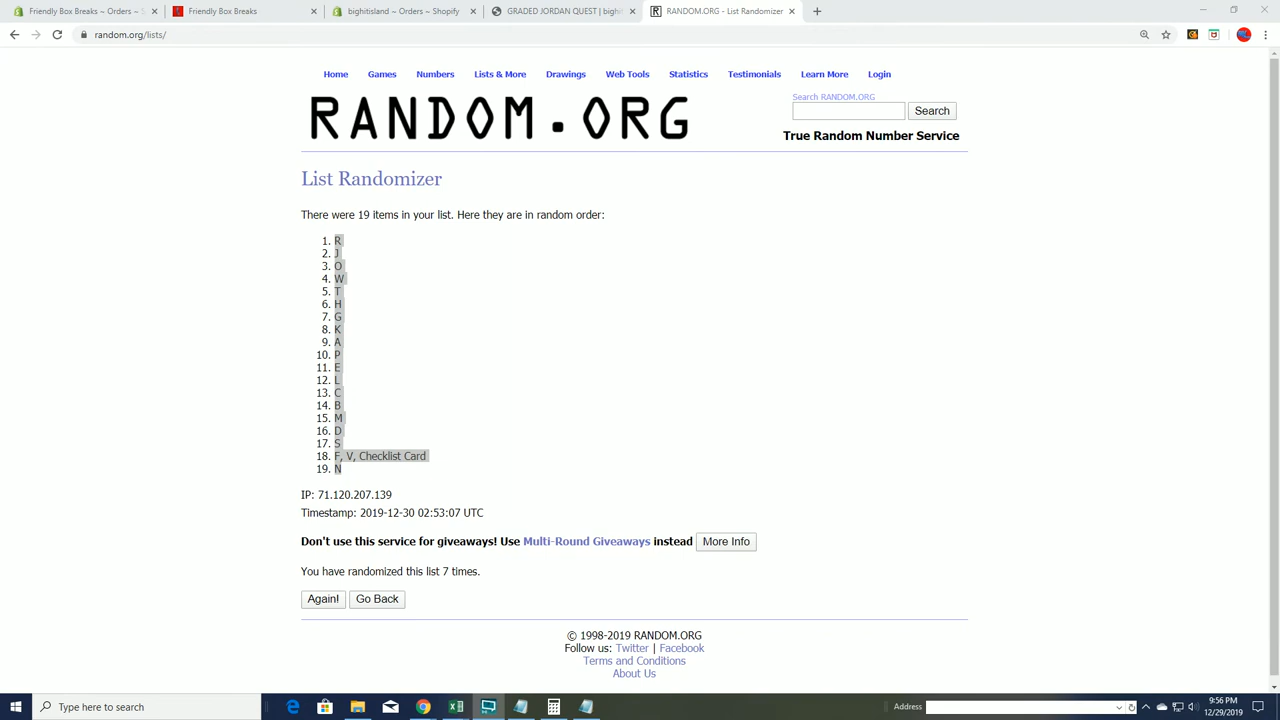 Friendly Box Breaks ~ Orders ~ S
Friendly Box Breaks
bightisland ~ Orders ~ Shopify
GRADED JORDAN QUEST | bight
RANDOM.ORG - List Randomizer
random.org/lists/
Home Games Numbers Lists & More Drawings Web Tools Statistics Testimonials Learn More Login
RANDOM.ORG
Search RANDOM.ORG
Search
True Random Number Service
List Randomizer
There were 19 items in your list. Here they are in random order:
1. R
2. J
3. O
4. W
5. T
6. H
7. G
8. K
9. A
10. P
11. E
12. L
13. C
14. B
15. M
16. D
17. S
18. F, V, Checklist Card
19. N
IP: 71.120.207.139
Timestamp: 2019-12-30 02:53:07 UTC
Don't use this service for giveaways! Use Multi-Round Giveaways instead More Info
You have randomized this list 7 times.
Again! Go Back
© 1998-2019 RANDOM.ORG
Follow us: Twitter | Facebook
Terms and Conditions
About Us
Type here to search
Address
9:56 PM
12/29/2019